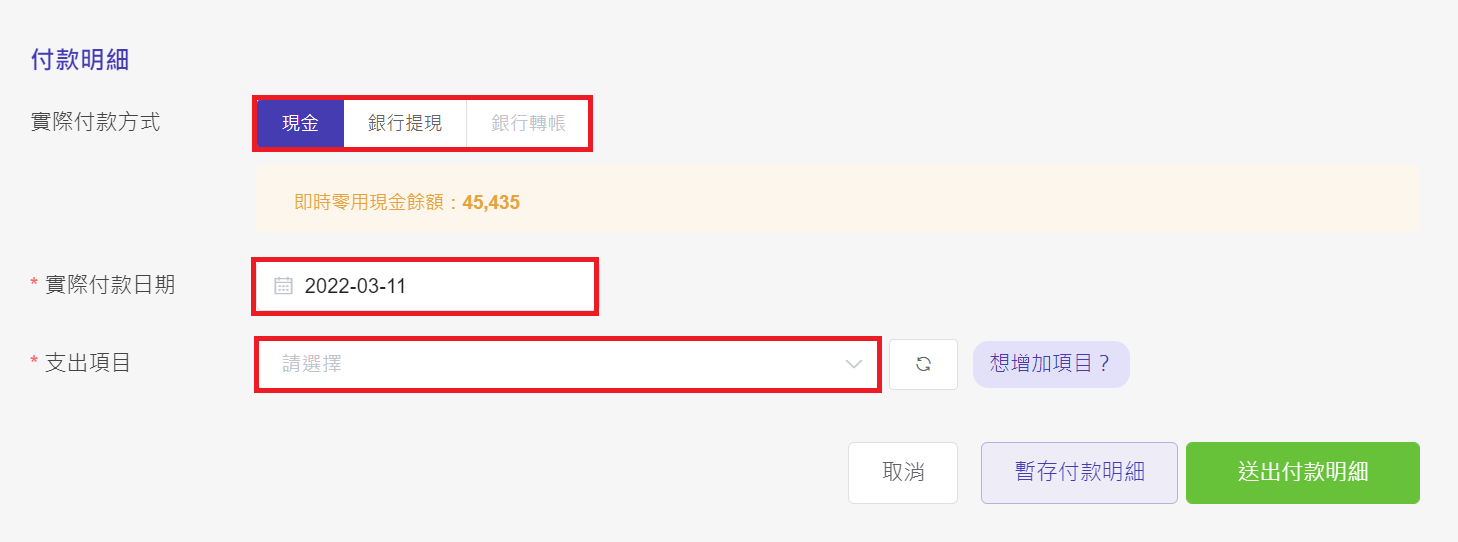 付款明細
實際付款方式 現金 銀行提現 銀行轉帳
即時零用現金餘額：45,435
* 實際付款日期 2022-03-11
* 支出項目 請選擇 想增加項目？
取消 暫存付款明細 送出付款明細